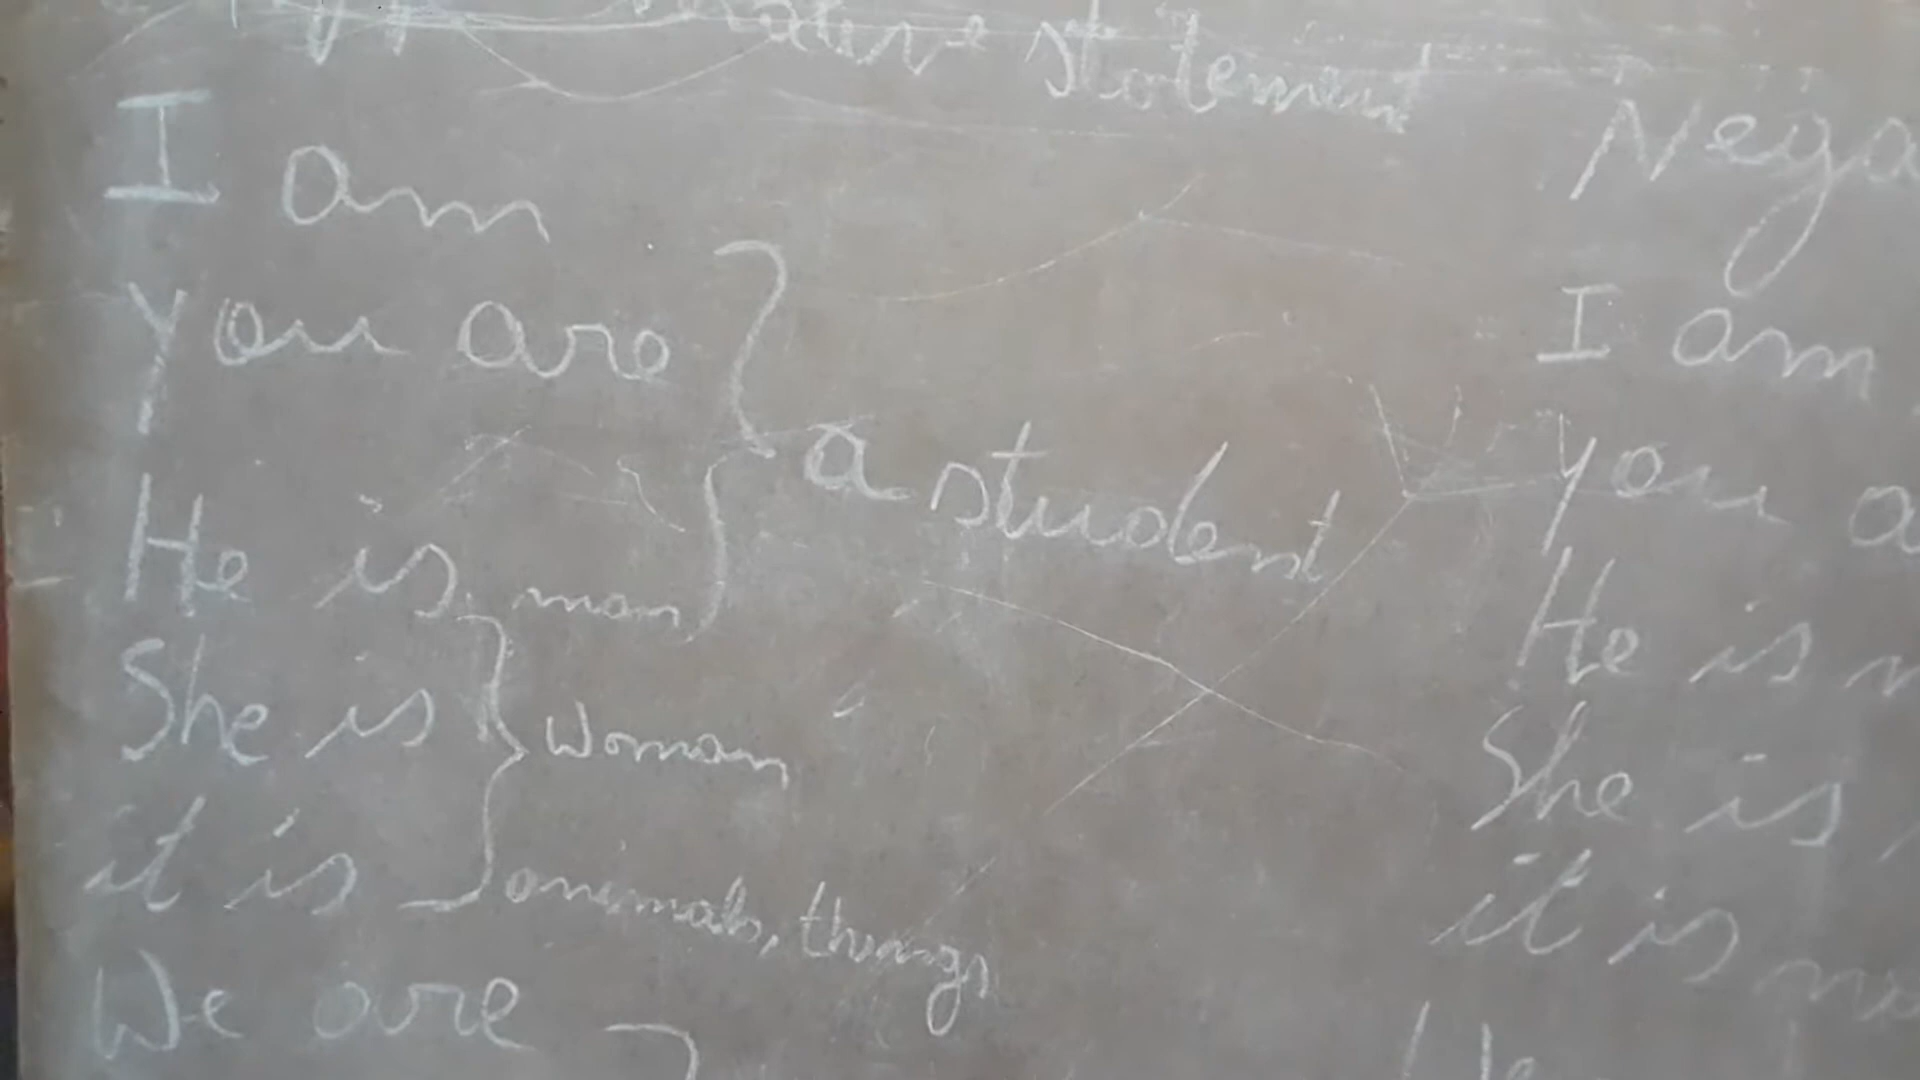 statement
I am
you are
a student
He is man
She is woman
it is animals, things
We are
Nega
I am
you a
He is n
She is
it is no